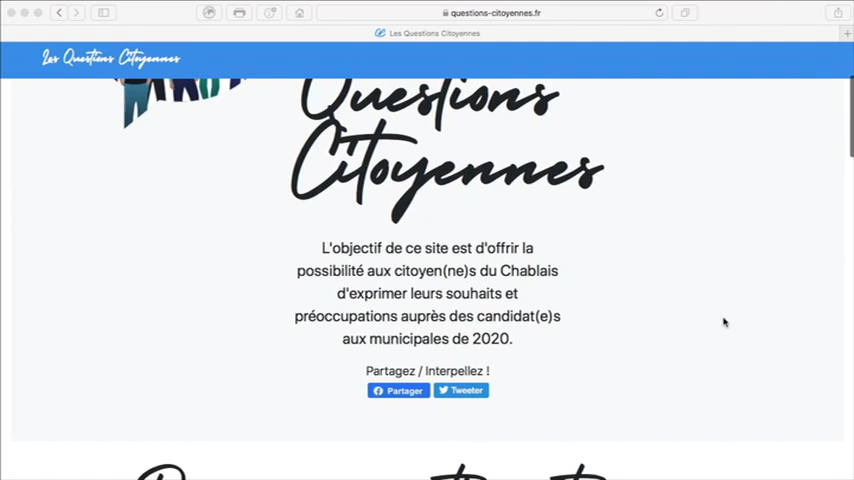 questions-citoyennes.fr
Les Questions Citoyennes
Les Questions Citoyennes
Questions
Citoyennes
L'objectif de ce site est d'offrir la
possibilité aux citoyen(ne)s du Chablais
d'exprimer leurs souhaits et
préoccupations auprès des candidat(e)s
aux municipales de 2020.
Partagez / Interpellez !
Partager
Tweeter